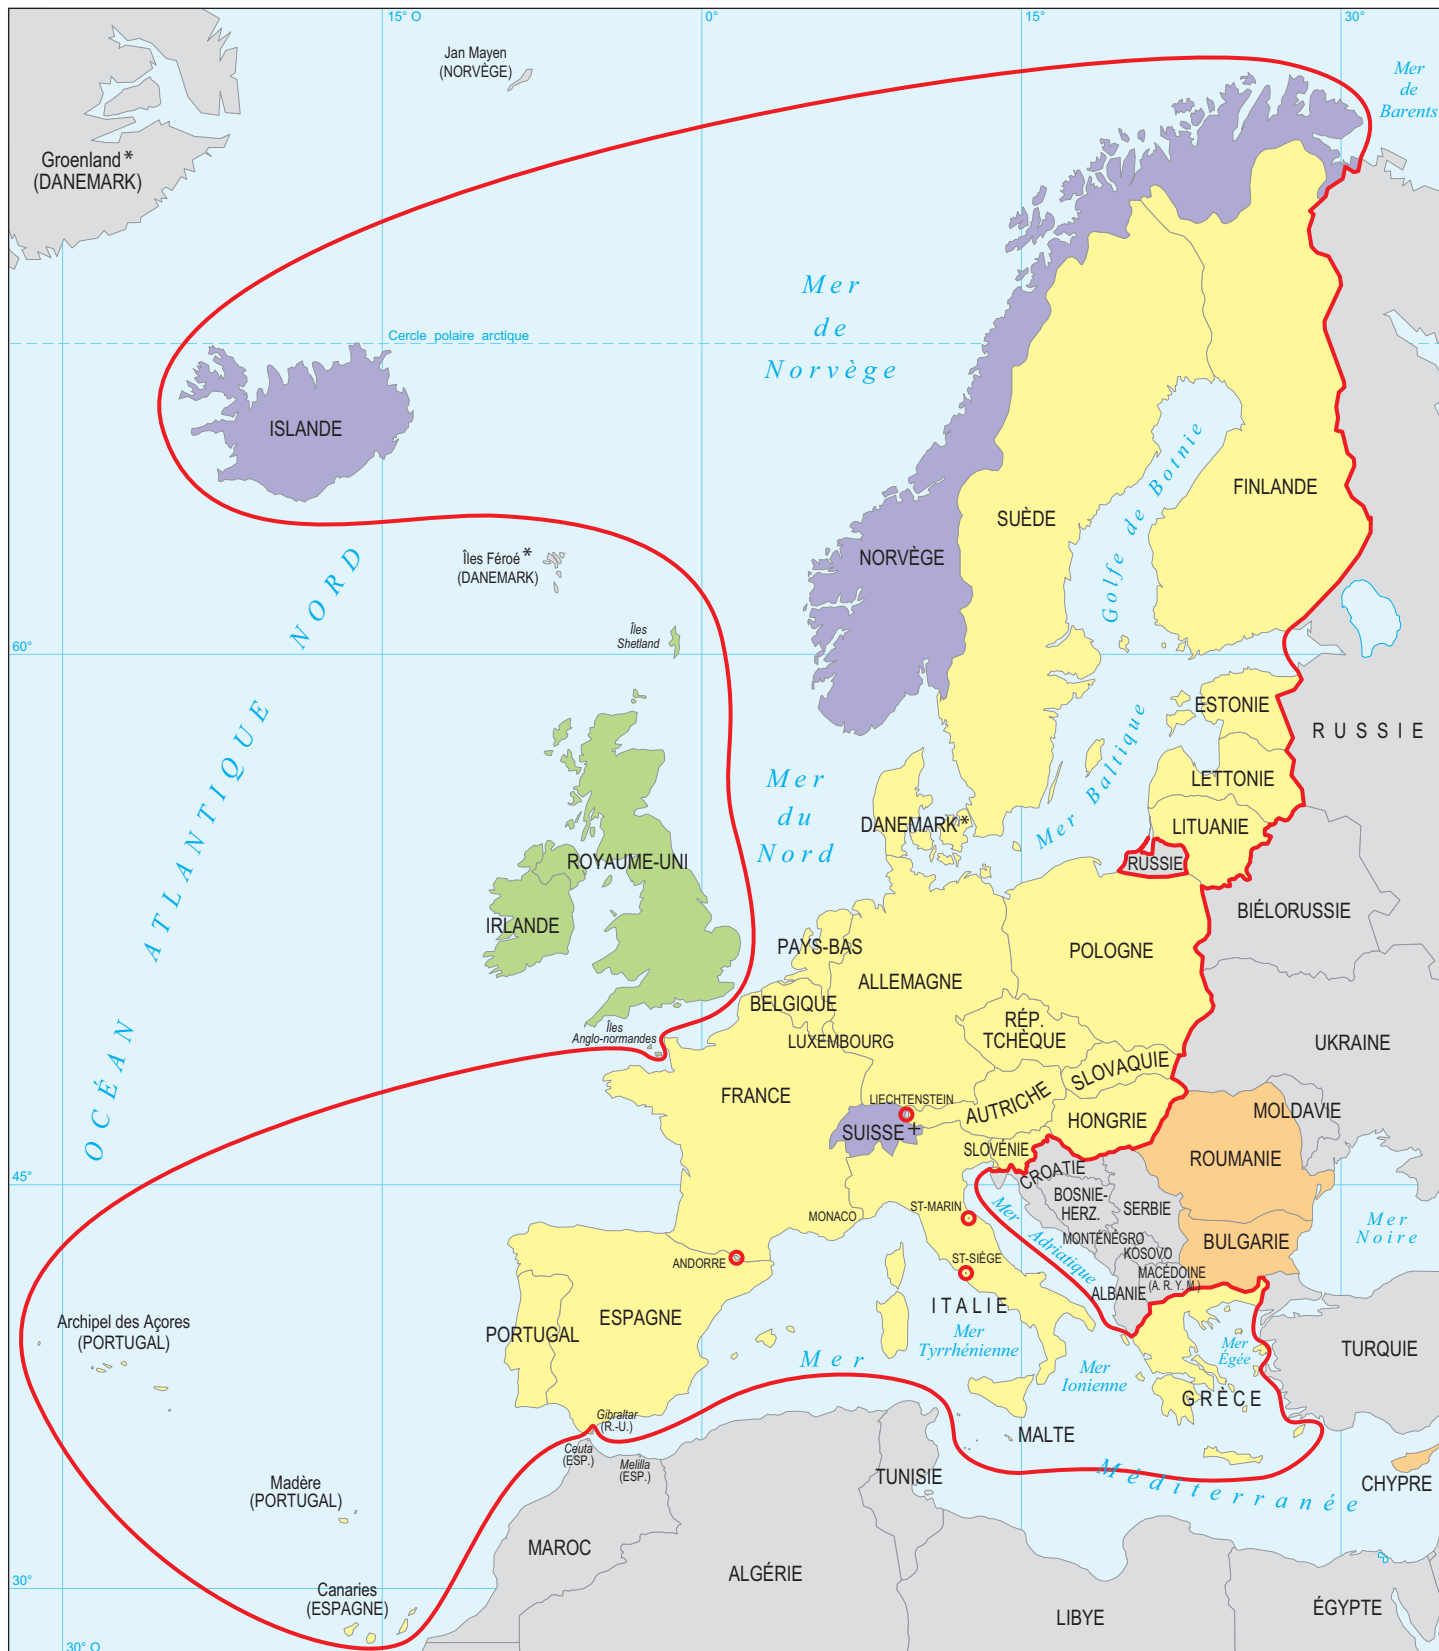 15° O
0°
15°
30°
Jan Mayen
(NORVÈGE)
Mer
de
Barents
Groenland*
(DANEMARK)
Mer
de
Norvège
Cercle polaire arctique
ISLANDE
Golfe de Botnie
FINLANDE
SUÈDE
NORVÈGE
Îles Féroé*
(DANEMARK)
Îles
Shetland
60°
OCÉAN ATLANTIQUE NORD
ESTONIE
RUSSIE
Mer Baltique
LETTONIE
Mer
du
Nord
DANEMARK*
LITUANIE
RUSSIE
ROYAUME-UNI
IRLANDE
BIÉLORUSSIE
PAYS-BAS
POLOGNE
ALLEMAGNE
BELGIQUE
RÉP.
TCHÈQUE
Îles
Anglo-normandes
LUXEMBOURG
UKRAINE
SLOVAQUIE
FRANCE
LIECHTENSTEIN
AUTRICHE
MOLDAVIE
HONGRIE
SUISSE+
SLOVÉNIE
ROUMANIE
45°
CROATIE
BOSNIE-
HERZ.
SERBIE
MONACO
ST-MARIN
Mer Adriatique
Mer
Noire
MONTÉNÉGRO
KOSOVO
BULGARIE
ANDORRE
ST-SIÈGE
MACÉDOINE
(A. R. Y. M.)
ALBANIE
ITALIE
Archipel des Açores
(PORTUGAL)
PORTUGAL
ESPAGNE
Mer
Tyrrhénienne
Mer
Égée
TURQUIE
Mer Méditerranée
Mer
Ionienne
GRÈCE
Gibraltar
(R.-U.)
Ceuta
(ESP.)
Melilla
(ESP.)
MALTE
TUNISIE
CHYPRE
Madère
(PORTUGAL)
MAROC
ALGÉRIE
30°
Canaries
(ESPAGNE)
LIBYE
ÉGYPTE
30° O